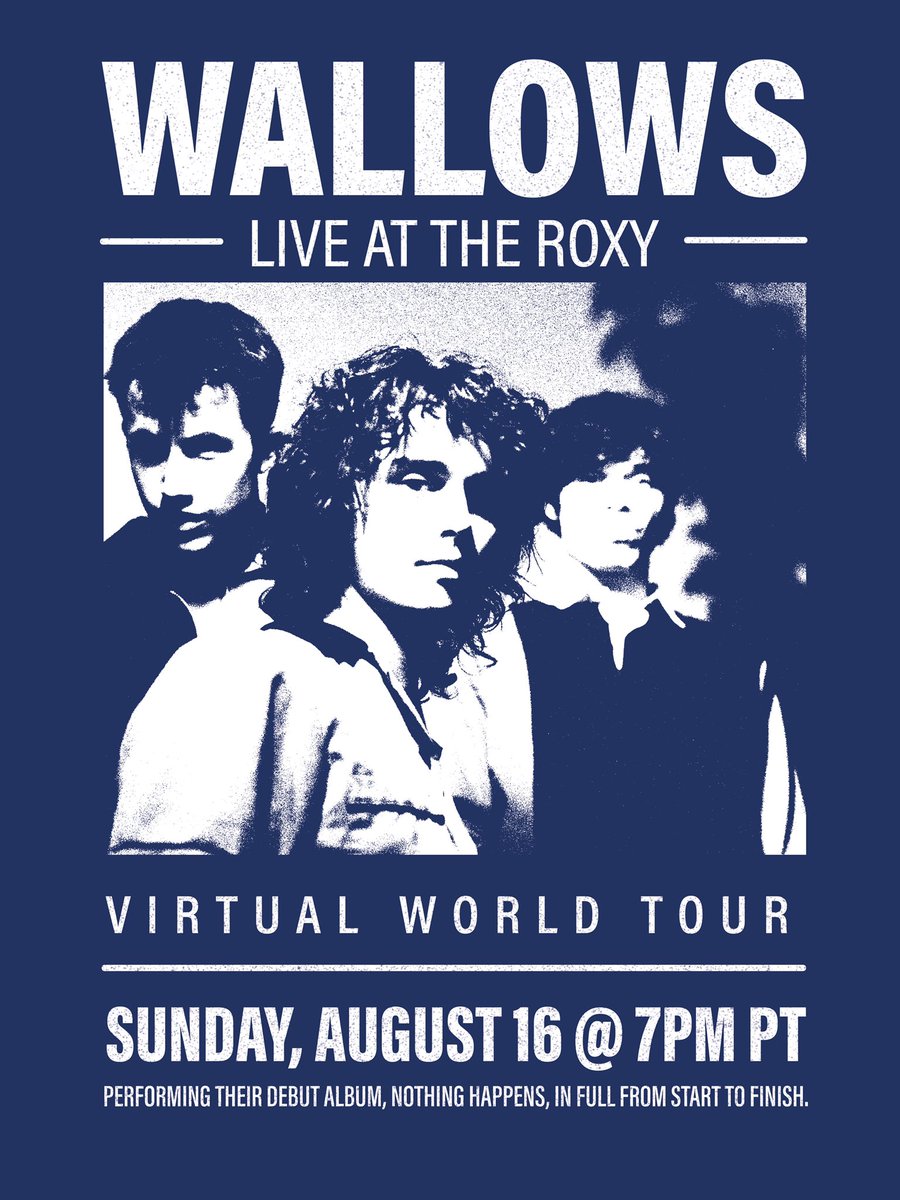 WALLOWS
LIVE AT THE ROXY
VIRTUAL WORLD TOUR
SUNDAY, AUGUST 16 @ 7PM PT
PERFORMING THEIR DEBUT ALBUM, NOTHING HAPPENS, IN FULL FROM START TO FINISH.